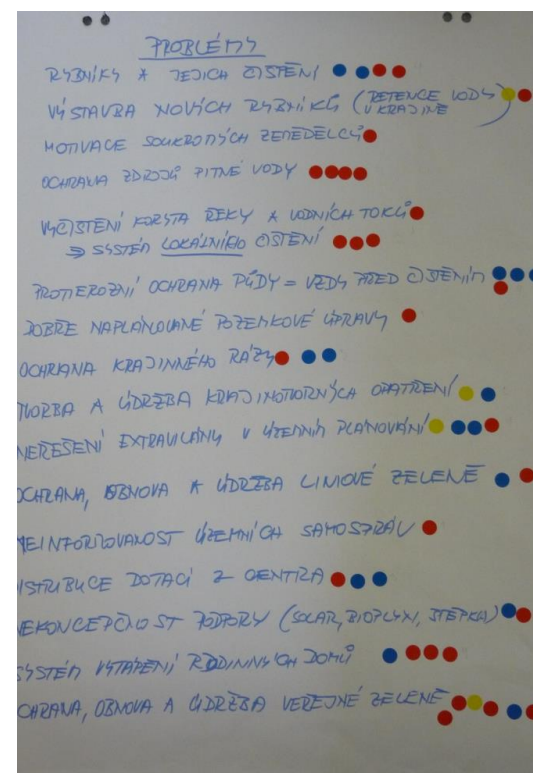 PROBLÉMY
RYBNÍKY A JEJICH ČIŠTĚNÍ
VÝSTAVBA NOVÝCH RYBNÍKŮ (RETENCE VODY
V KRAJINĚ
MOTIVACE SOUKROMÝCH ZEMĚDĚLCŮ
OCHRANA ZDROJŮ PITNÉ VODY
VYČIŠTĚNÍ KORYTA ŘEKY A VODNÍCH TOKŮ
⇒ SYSTÉM LOKÁLNÍHO ČIŠTĚNÍ
PROTIEROZNÍ OCHRANA PŮDY = VŽDY PŘED ČIŠTĚNÍM
DOBŘE NAPLÁNOVANÉ POZEMKOVÉ ÚPRAVY
OCHRANA KRAJINNÉHO RÁZU
TVORBA A ÚDRŽBA KRAJINOTVORNÝCH OPATŘENÍ
NEŘEŠENÍ EXTRAVILÁNU V ÚZEMNÍM PLÁNOVÁNÍ
OCHRANA, OBNOVA A ÚDRŽBA LINIOVÉ ZELENĚ
NEINFORMOVANOST ÚZEMNÍCH SAMOSPRÁV
ISTRIBUCE DOTACÍ Z CENTRA
NEKONCEPČNOST PODPORY (SOLAR, BIOPLYN, ŠTĚPKA)
SYSTÉM VYTÁPĚNÍ RODINNÝCH DOMŮ
CHRANA, OBNOVA A ÚDRŽBA VEŘEJNÉ ZELENĚ